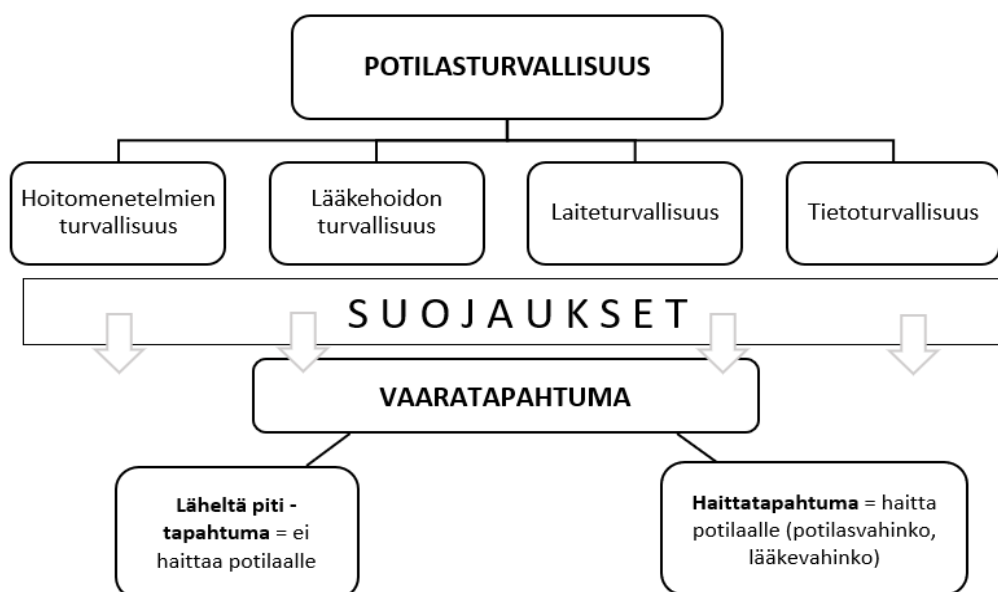 POTILASTURVALLISUUS
Hoitomenetelmien
turvallisuus
Lääkehoidon
turvallisuus
Laiteturvallisuus
Tietoturvallisuus
SUOJAUKSET
VAARATAPAHTUMA
Läheltä piti -
tapahtuma = ei
haittaa potilaalle
Haittatapahtuma = haitta
potilaalle (potilasvahinko,
lääkevahinko)